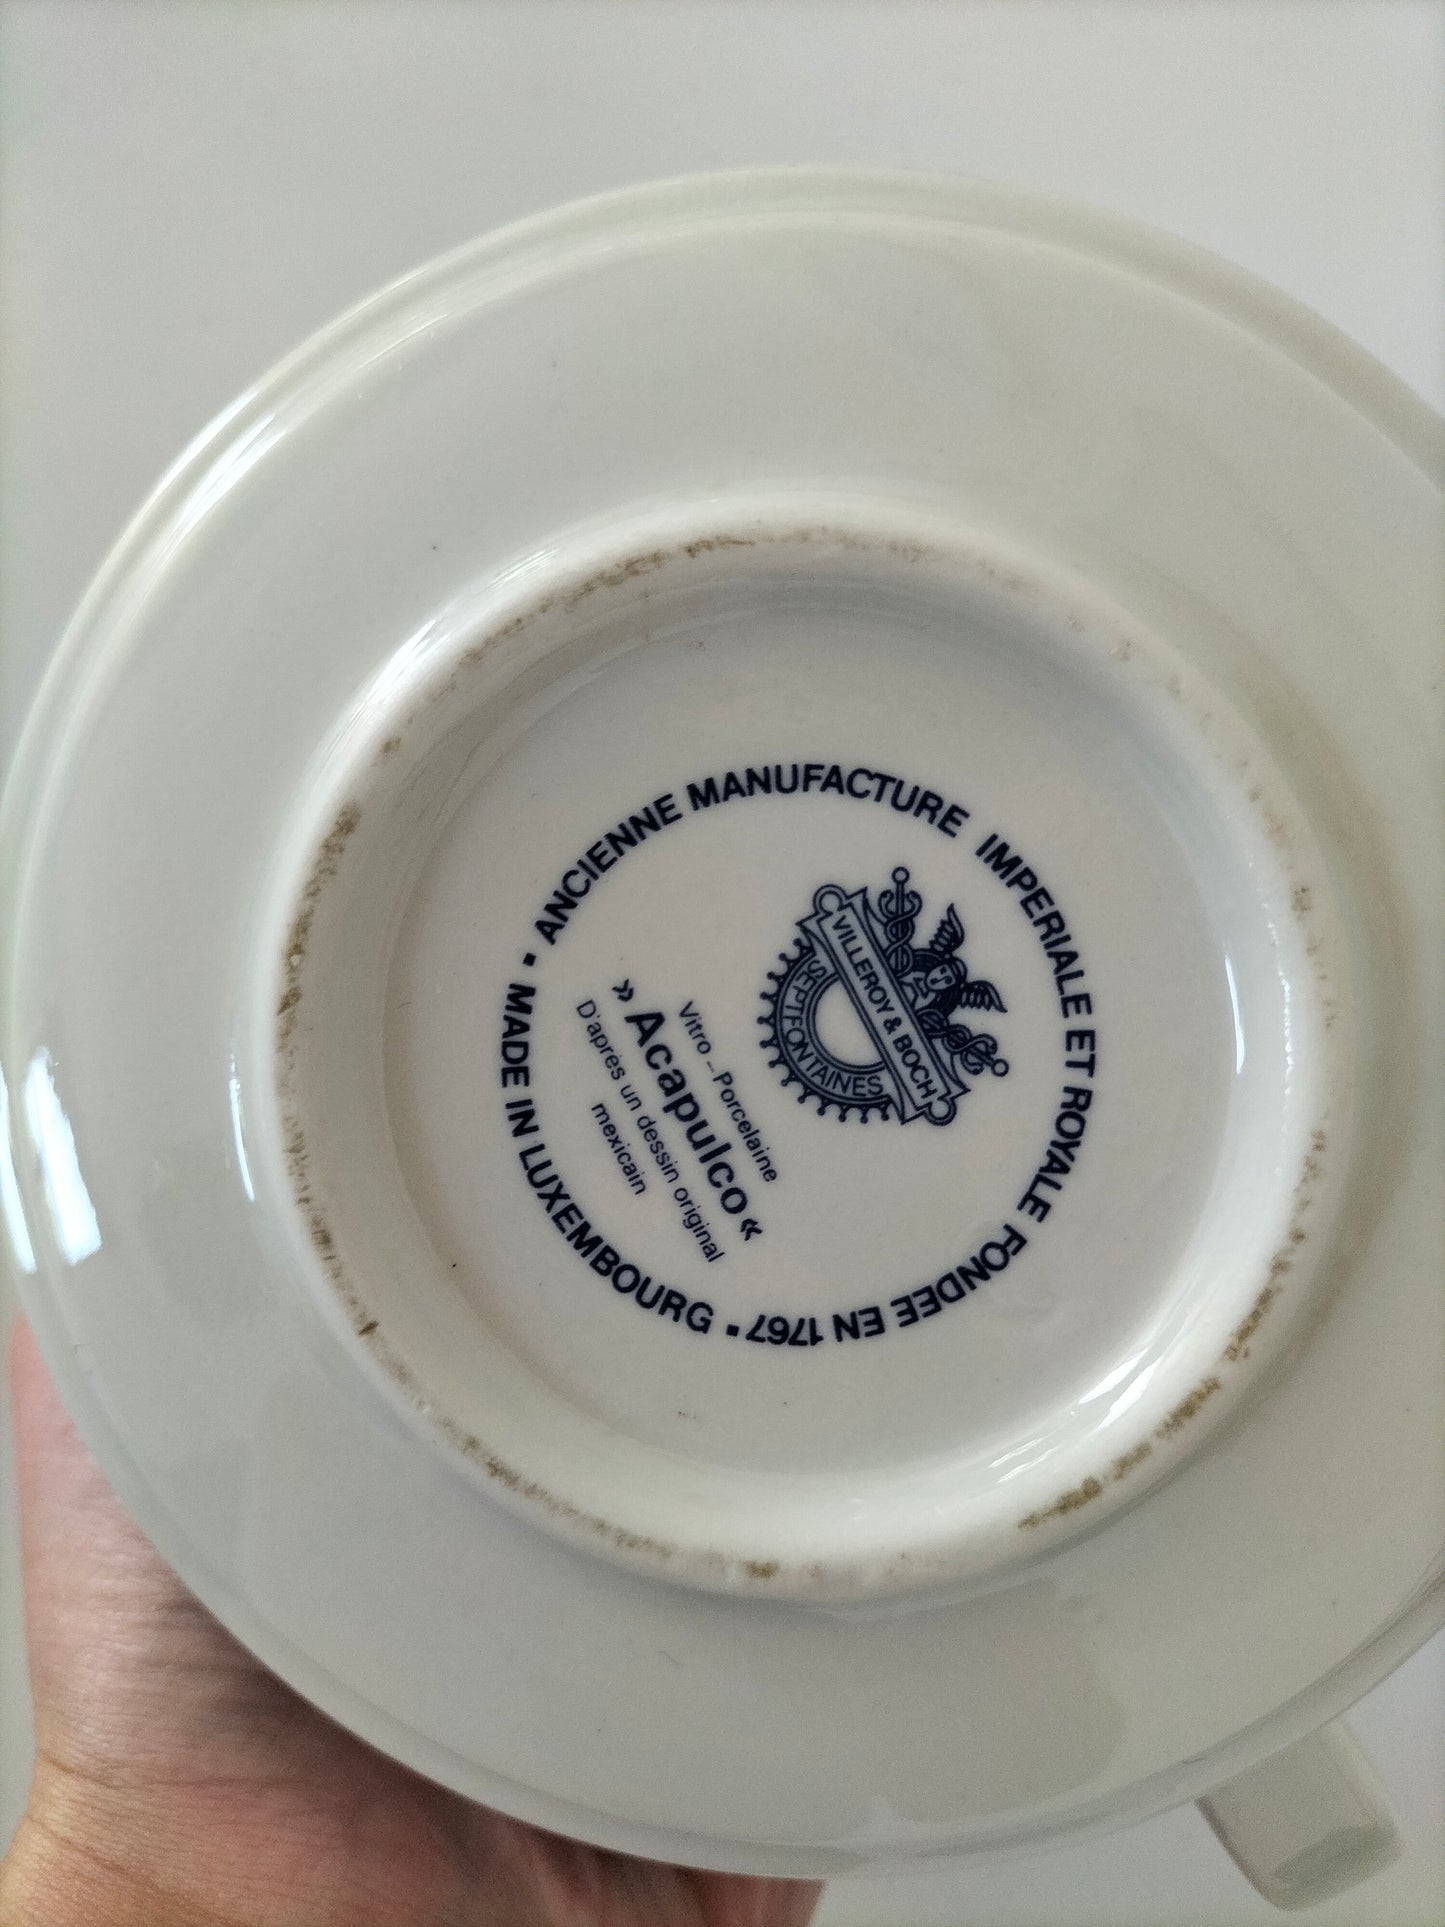 ANCIENNE MANUFACTURE IMPERIALE ET ROYALE FONDEE EN 1767 ▪ MADE IN LUXEMBOURG ▪
VILLEROY & BOCH
SEPTFONTAINES
Vitro – Porcelaine
»Acapulco«
D'aprés un dessin original
mexicain